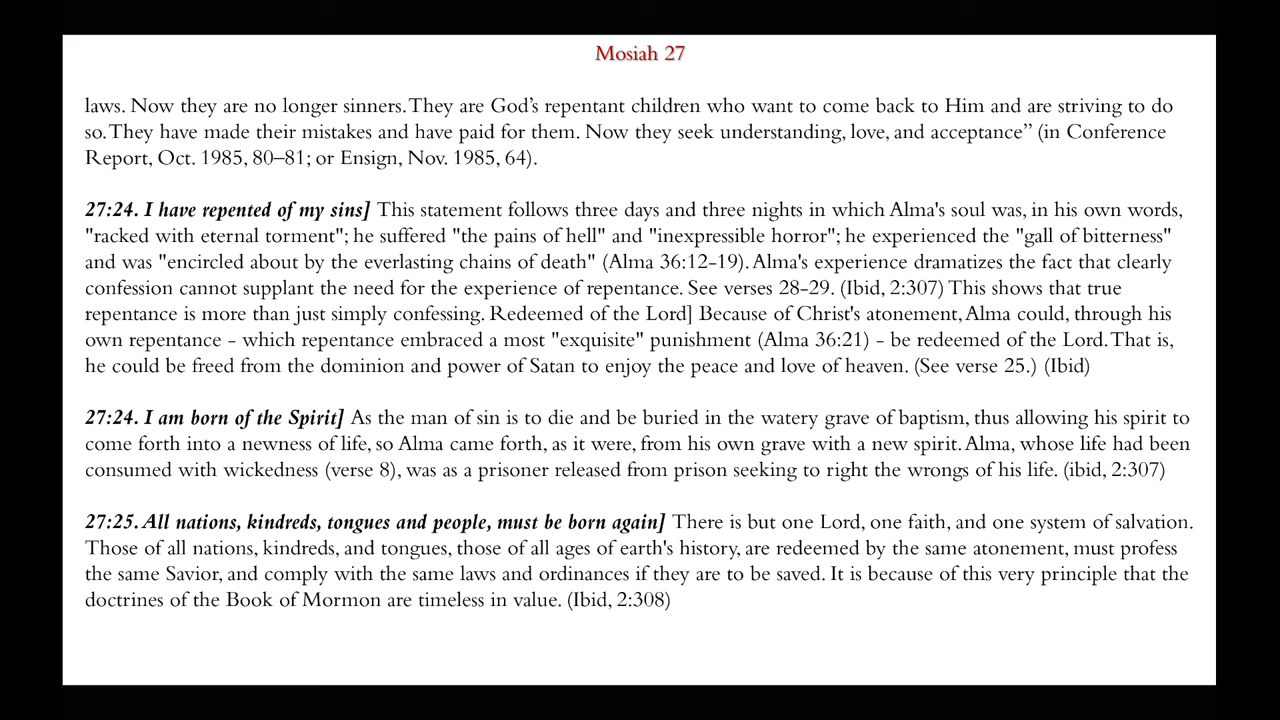 Mosiah 27
laws. Now they are no longer sinners. They are God's repentant children who want to come back to Him and are striving to do
so. They have made their mistakes and have paid for them. Now they seek understanding, love, and acceptance” (in Conference
Report, Oct. 1985, 80–81; or Ensign, Nov. 1985, 64).
27:24. I have repented of my sins] This statement follows three days and three nights in which Alma's soul was, in his own words,
"racked with eternal torment"; he suffered "the pains of hell" and "inexpressible horror"; he experienced the "gall of bitterness"
and was "encircled about by the everlasting chains of death" (Alma 36:12-19). Alma's experience dramatizes the fact that clearly
confession cannot supplant the need for the experience of repentance. See verses 28-29. (Ibid, 2:307) This shows that true
repentance is more than just simply confessing. Redeemed of the Lord] Because of Christ's atonement, Alma could, through his
own repentance - which repentance embraced a most "exquisite" punishment (Alma 36:21) - be redeemed of the Lord. That is,
he could be freed from the dominion and power of Satan to enjoy the peace and love of heaven. (See verse 25.) (Ibid)
27:24. I am born of the Spirit] As the man of sin is to die and be buried in the watery grave of baptism, thus allowing his spirit to
come forth into a newness of life, so Alma came forth, as it were, from his own grave with a new spirit. Alma, whose life had been
consumed with wickedness (verse 8), was as a prisoner released from prison seeking to right the wrongs of his life. (ibid, 2:307)
27:25. All nations, kindreds, tongues and people, must be born again] There is but one Lord, one faith, and one system of salvation.
Those of all nations, kindreds, and tongues, those of all ages of earth's history, are redeemed by the same atonement, must profess
the same Savior, and comply with the same laws and ordinances if they are to be saved. It is because of this very principle that the
doctrines of the Book of Mormon are timeless in value. (Ibid, 2:308)